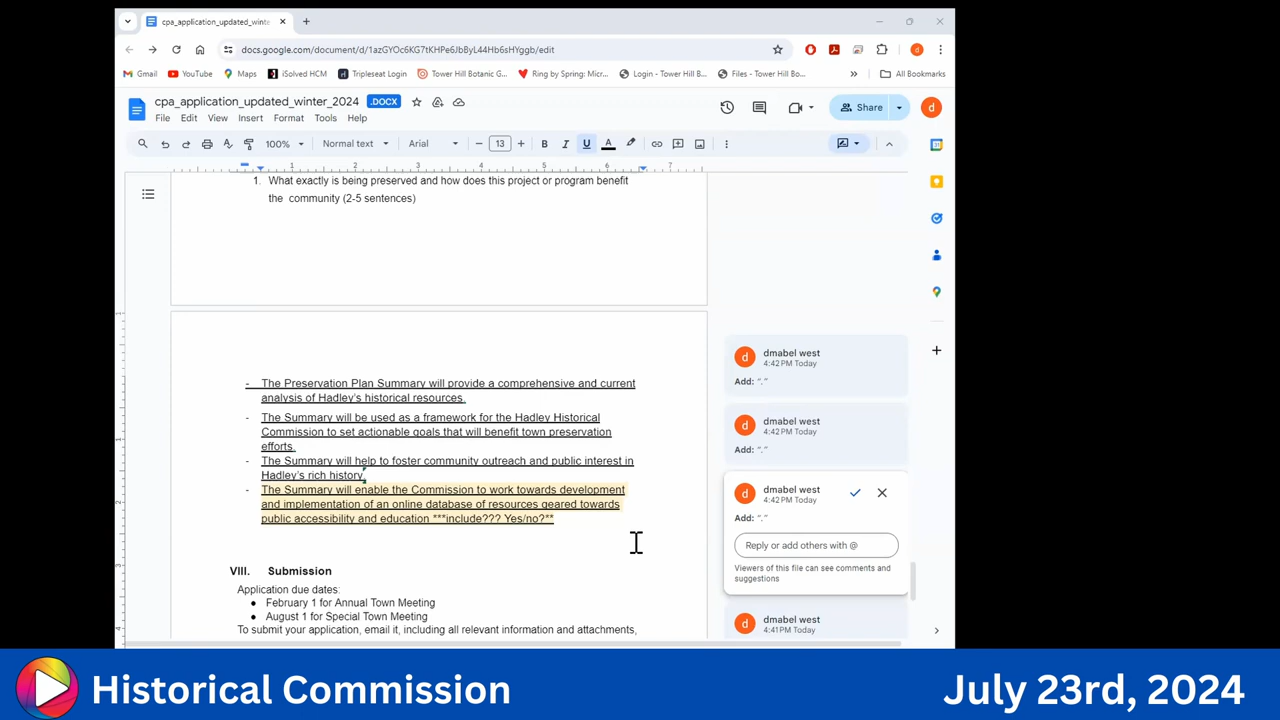 cpa_application_updated_winte
docs.google.com/document/d/1azGYOc6KG7tKHPe6JbByL44Hb6sHYggb/edit
Gmail YouTube Maps iSolved HCM Tripleseat Login Tower Hill Botanic G... Ring by Spring: Micr... Login - Tower Hill B... Files - Tower Hill Bo... » All Bookmarks
cpa_application_updated_winter_2024 .DOCX
File Edit View Insert Format Tools Help
Share
d
100% Normal text Arial 13 B I U A
1 2 3 4 5 6 7
1. What exactly is being preserved and how does this project or program benefit
the community (2-5 sentences)
- The Preservation Plan Summary will provide a comprehensive and current
analysis of Hadley's historical resources.
- The Summary will be used as a framework for the Hadley Historical
Commission to set actionable goals that will benefit town preservation
efforts.
- The Summary will help to foster community outreach and public interest in
Hadley's rich history.
- The Summary will enable the Commission to work towards development
and implementation of an online database of resources geared towards
public accessibility and education ***include??? Yes/no?**
VIII. Submission
Application due dates:
● February 1 for Annual Town Meeting
● August 1 for Special Town Meeting
To submit your application, email it, including all relevant information and attachments,
d
dmabel west
4:42 PM Today
Add: "."
d
dmabel west
4:42 PM Today
Add: "."
d
dmabel west
4:42 PM Today
Add: "."
Reply or add others with @
Viewers of this file can see comments and
suggestions
d
dmabel west
4:41 PM Today
Historical Commission
July 23rd, 2024